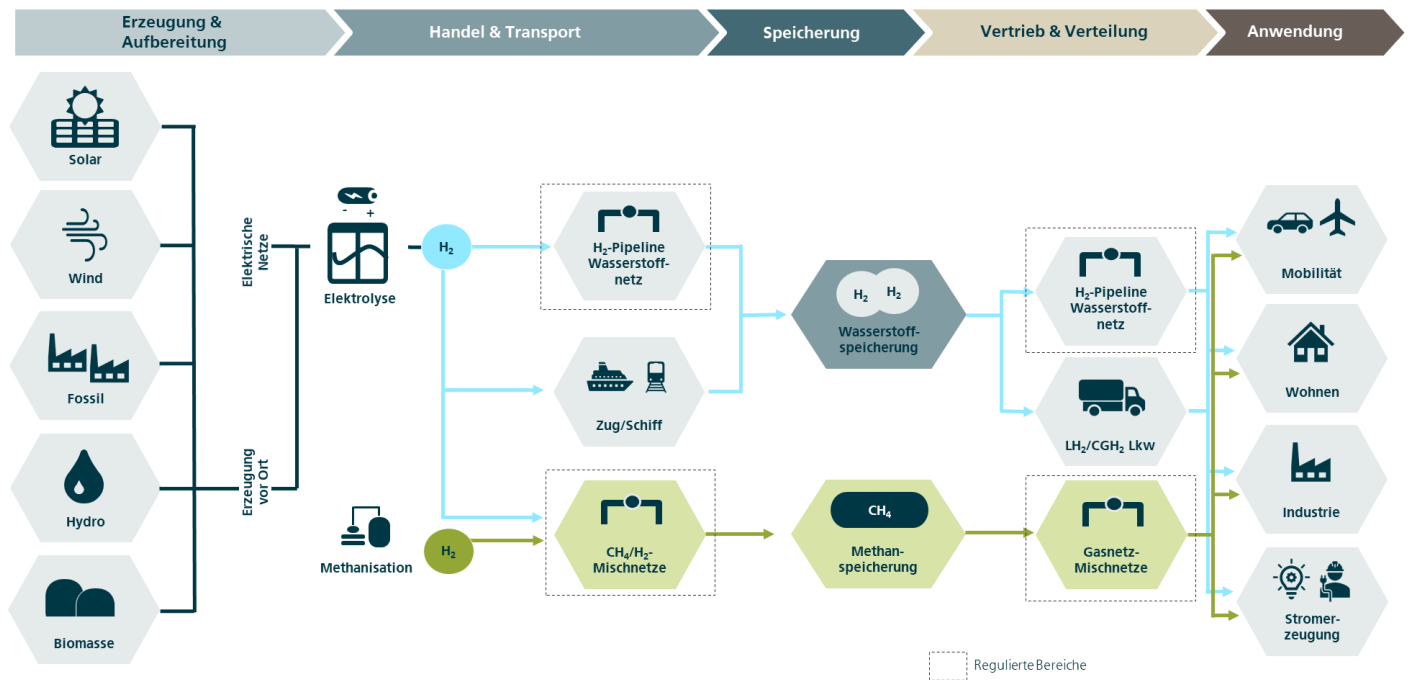 Erzeugung &
Aufbereitung
Handel & Transport
Speicherung
Vertrieb & Verteilung
Anwendung
Solar
Wind
Fossil
Hydro
Biomasse
Elektrische
Netze
Erzeugung
vor Ort
- +
Elektrolyse
Methanisation
H₂
H₂
H₂-Pipeline
Wasserstoff-
netz
Zug/Schiff
CH₄/H₂-
Mischnetze
H₂ H₂
Wasserstoff-
speicherung
CH₄
Methan-
speicherung
H₂-Pipeline
Wasserstoff-
netz
LH₂/CGH₂ Lkw
Gasnetz-
Mischnetze
Mobilität
Wohnen
Industrie
Stromer-
zeugung
Regulierte Bereiche